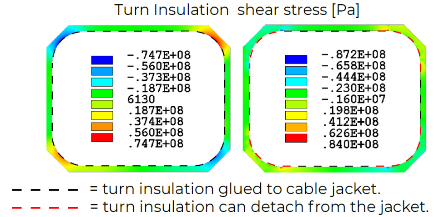 Turn Insulation shear stress [Pa]
-.747E+08
-.560E+08
-.373E+08
-.187E+08
6130
.187E+08
.374E+08
.560E+08
.747E+08
-.872E+08
-.658E+08
-.444E+08
-.230E+08
-.160E+07
.198E+08
.412E+08
.626E+08
.840E+08
= turn insulation glued to cable jacket.
= turn insulation can detach from the jacket.